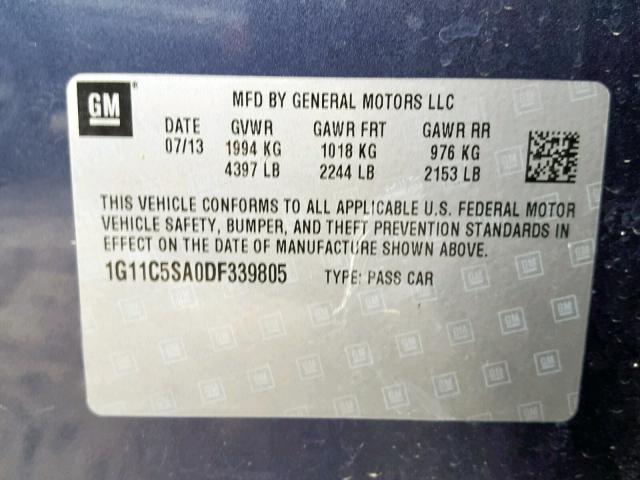 GM ® MFD BY GENERAL MOTORS LLC
DATE GVWR GAWR FRT GAWR RR
07/13 1994 KG 1018 KG 976 KG
4397 LB 2244 LB 2153 LB
THIS VEHICLE CONFORMS TO ALL APPLICABLE U.S. FEDERAL MOTOR
VEHICLE SAFETY, BUMPER, AND THEFT PREVENTION STANDARDS IN
EFFECT ON THE DATE OF MANUFACTURE SHOWN ABOVE.
1G11C5SA0DF339805 TYPE: PASS CAR